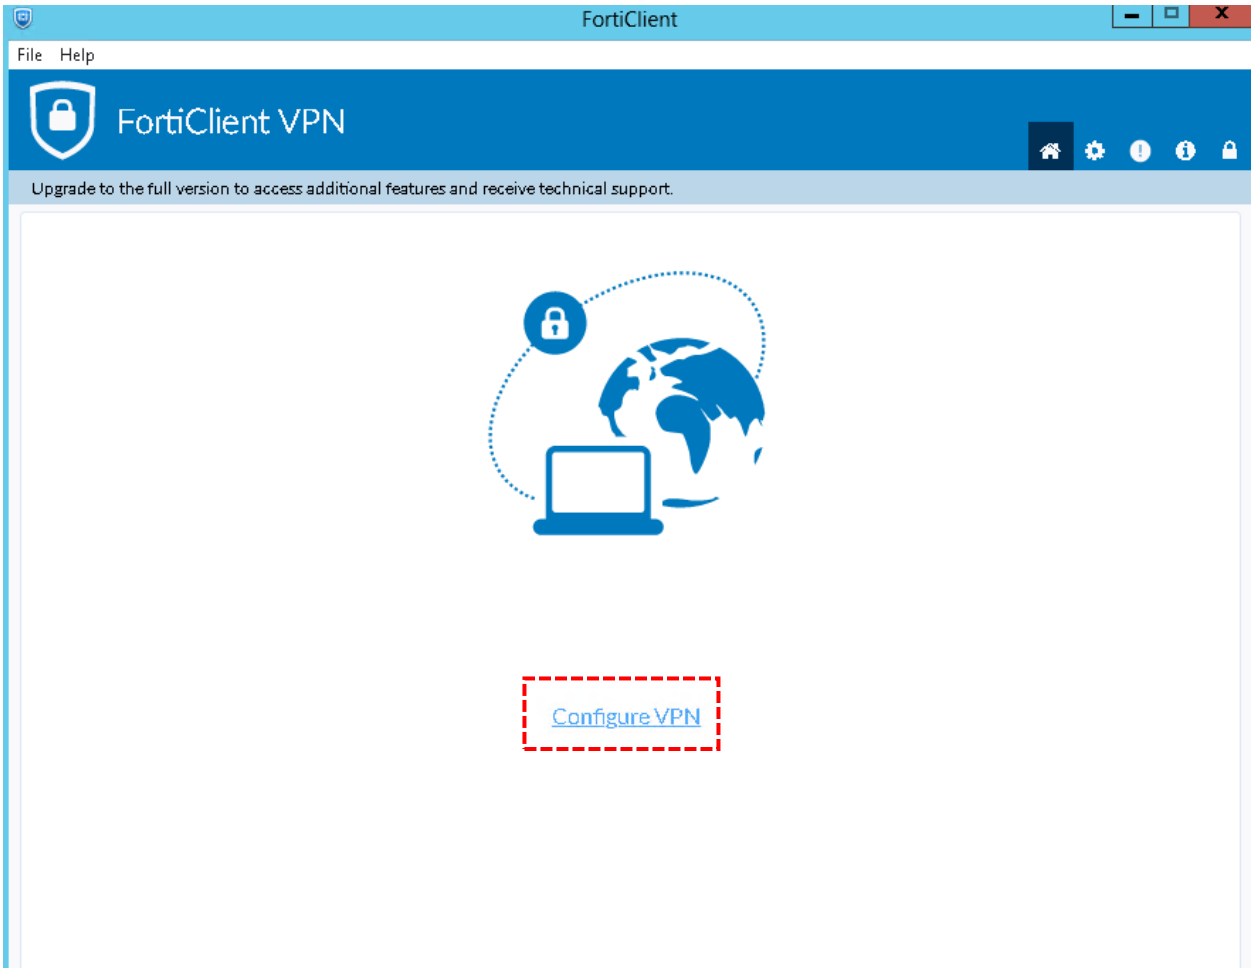 FortiClient
File Help
FortiClient VPN
Upgrade to the full version to access additional features and receive technical support.
Configure VPN